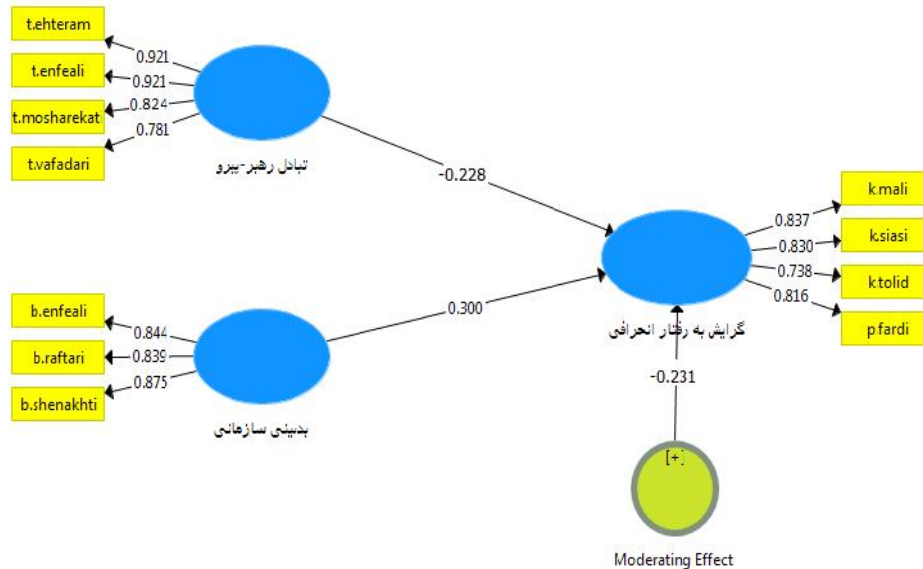 t.ehteram
0.921
t.enfeali
0.921
t.mosharekat
0.824
t.vafadari
0.781
تبادل رهبر-پیرو
-0.228
b.enfeali
0.844
b.raftari
0.839
b.shenakhti
0.875
بدبینی سازمانی
0.300
k.mali
0.837
k.siasi
0.830
k.tolid
0.738
p.fardi
0.816
گرایش به رفتار انحرافی
-0.231
[+]
Moderating Effect